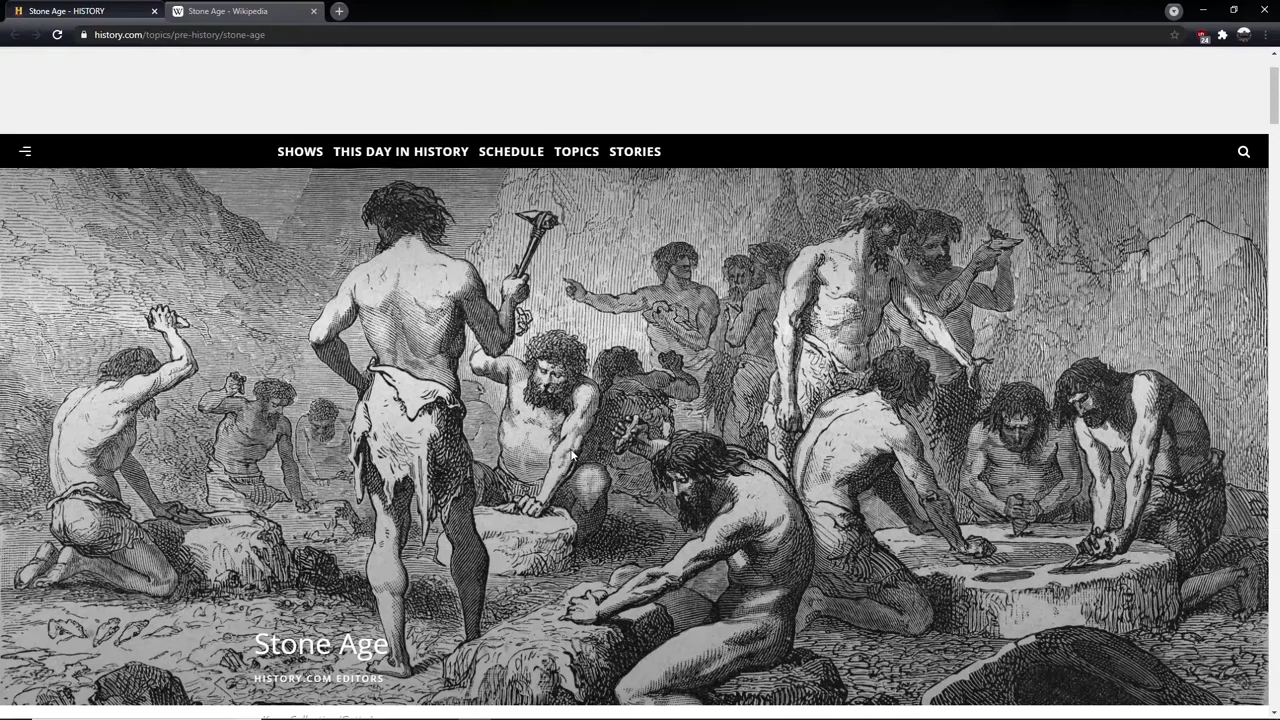 Stone Age - HISTORY
Stone Age - Wikipedia
history.com/topics/pre-history/stone-age
24
SHOWS THIS DAY IN HISTORY SCHEDULE TOPICS STORIES
Stone Age
HISTORY.COM EDITORS